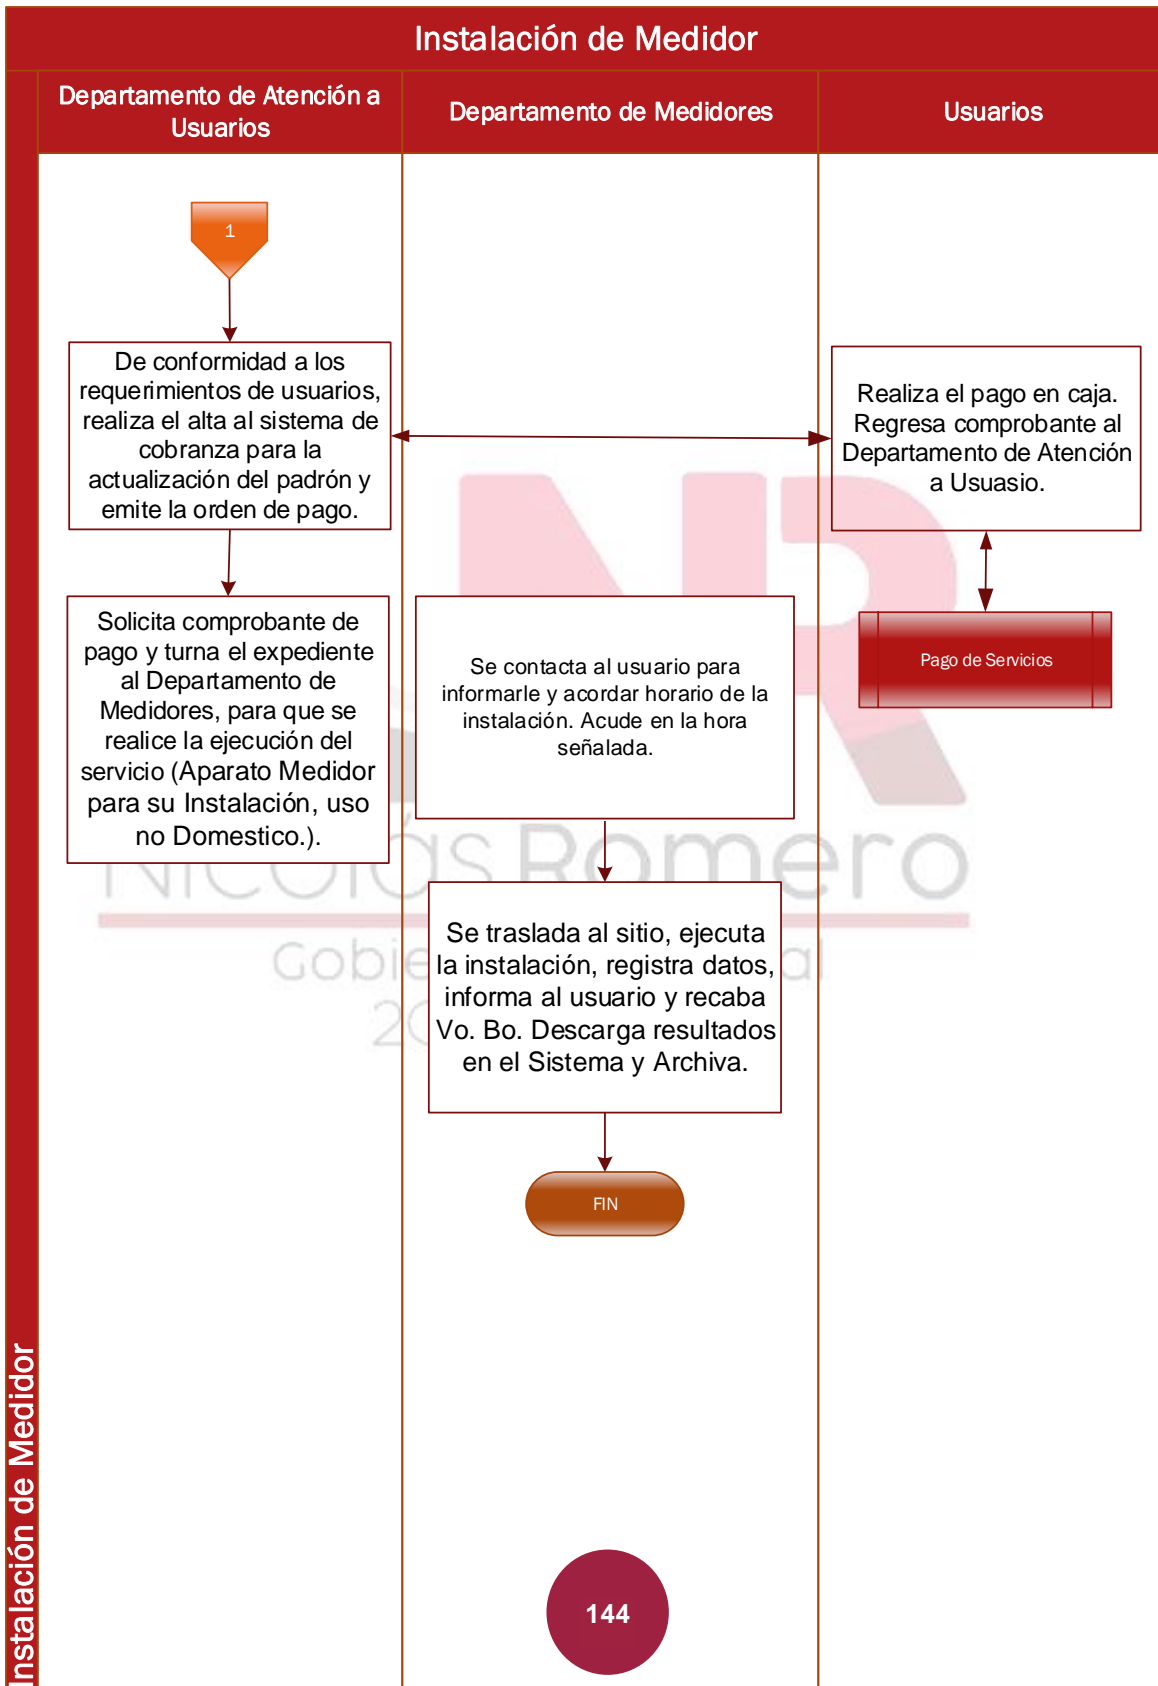 Instalación de Medidor
Departamento de Atención a
Usuarios
Departamento de Medidores
Usuarios
1
De conformidad a los
requerimientos de usuarios,
realiza el alta al sistema de
cobranza para la
actualización del padrón y
emite la orden de pago.
Realiza el pago en caja.
Regresa comprobante al
Departamento de Atención
a Usuasio.
Solicita comprobante de
pago y turna el expediente
al Departamento de
Medidores, para que se
realice la ejecución del
servicio (Aparato Medidor
para su Instalación, uso
no Domestico.).
Se contacta al usuario para
informarle y acordar horario de la
instalación. Acude en la hora
señalada.
Pago de Servicios
Se traslada al sitio, ejecuta
la instalación, registra datos,
informa al usuario y recaba
Vo. Bo. Descarga resultados
en el Sistema y Archiva.
FIN
Instalación de Medidor
144
NR
Nicolás Romero